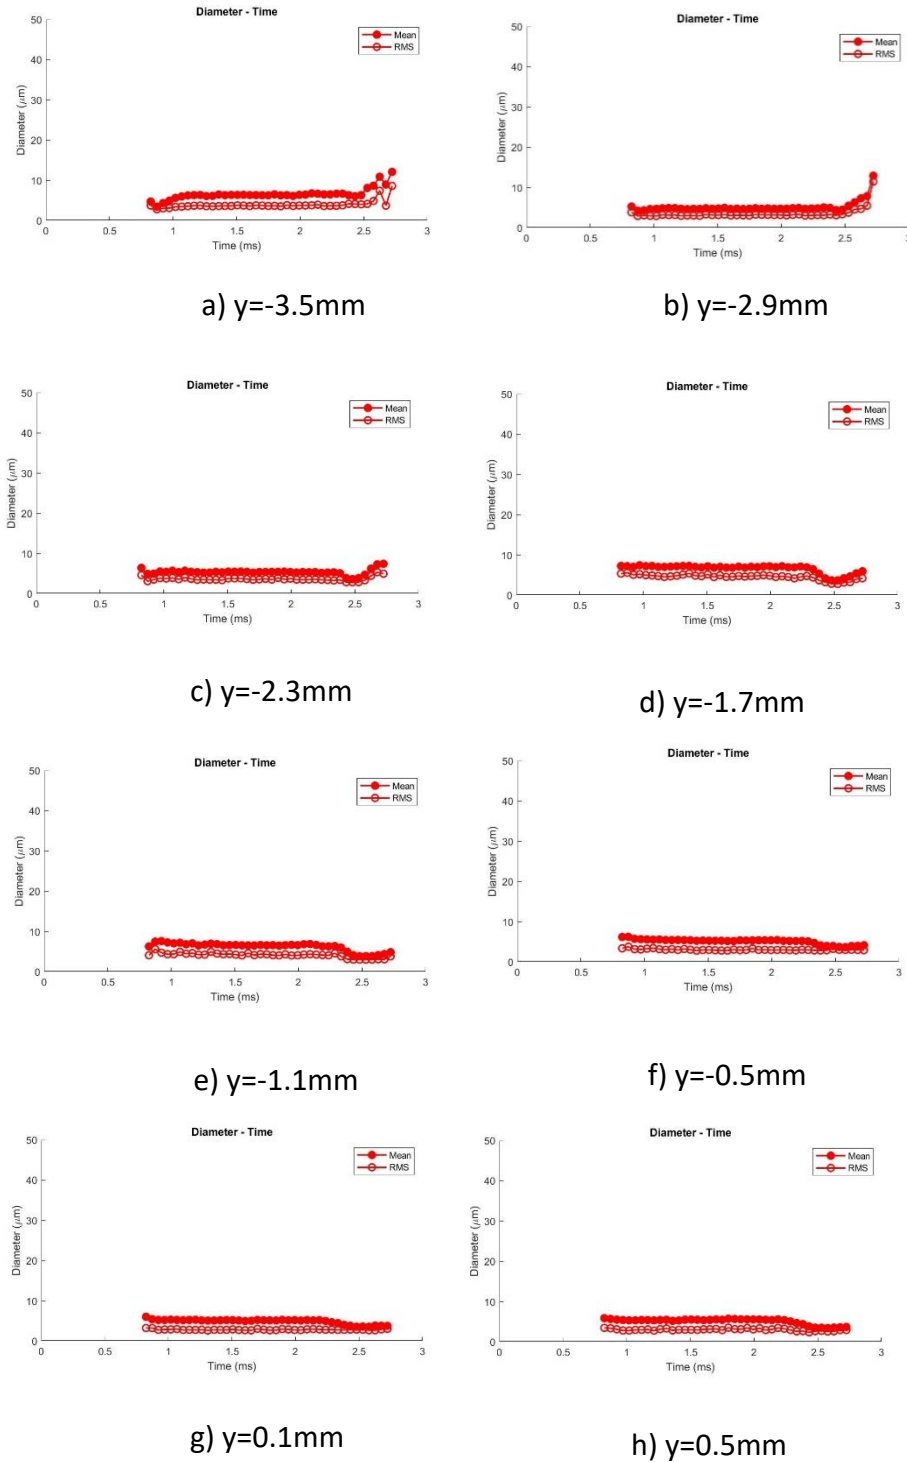 Diameter - Time
Mean
RMS
50
40
30
20
10
0
Diameter (μm)
0 0.5 1 1.5 2 2.5 3
Time (ms)
a) y=-3.5mm
Diameter - Time
Mean
RMS
50
40
30
20
10
0
Diameter (μm)
0 0.5 1 1.5 2 2.5 3
Time (ms)
b) y=-2.9mm
Diameter - Time
Mean
RMS
50
40
30
20
10
0
Diameter (μm)
0 0.5 1 1.5 2 2.5 3
Time (ms)
c) y=-2.3mm
Diameter - Time
Mean
RMS
50
40
30
20
10
0
Diameter (μm)
0 0.5 1 1.5 2 2.5 3
Time (ms)
d) y=-1.7mm
Diameter - Time
Mean
RMS
50
40
30
20
10
0
Diameter (μm)
0 0.5 1 1.5 2 2.5 3
Time (ms)
e) y=-1.1mm
Diameter - Time
Mean
RMS
50
40
30
20
10
0
Diameter (μm)
0 0.5 1 1.5 2 2.5 3
Time (ms)
f) y=-0.5mm
Diameter - Time
Mean
RMS
50
40
30
20
10
0
Diameter (μm)
0 0.5 1 1.5 2 2.5 3
Time (ms)
g) y=0.1mm
Diameter - Time
Mean
RMS
50
40
30
20
10
0
Diameter (μm)
0 0.5 1 1.5 2 2.5 3
Time (ms)
h) y=0.5mm